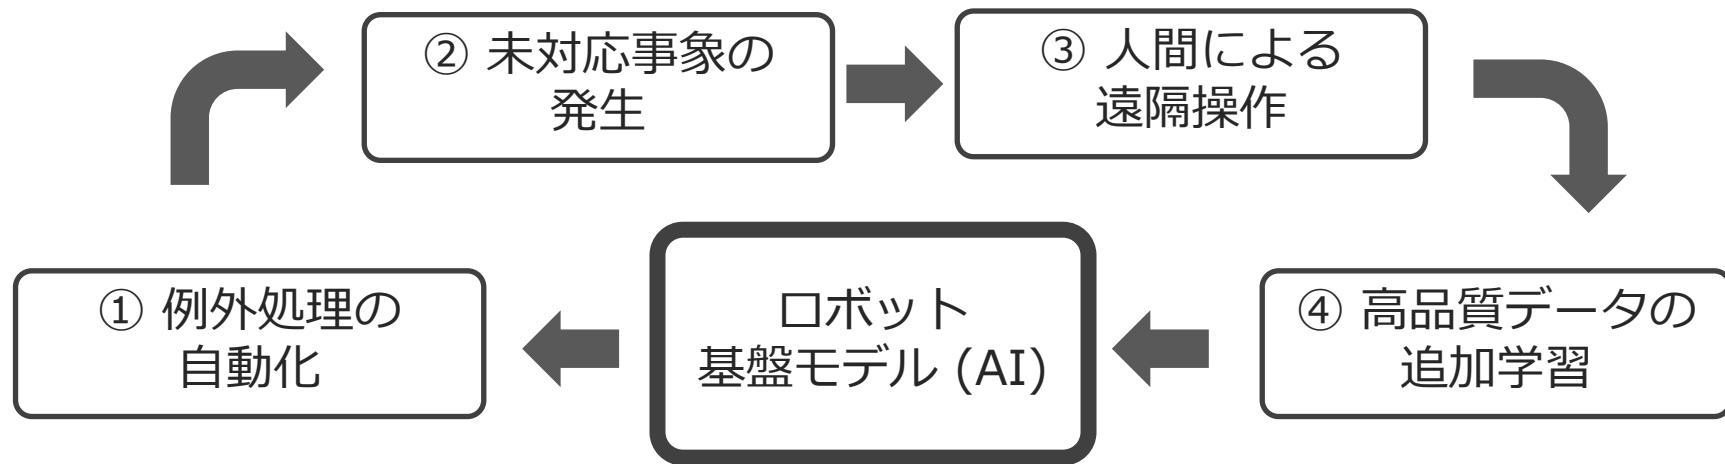 ② 未対応事象の
発生
③ 人間による
遠隔操作
① 例外処理の
自動化
ロボット
基盤モデル (AI)
④ 高品質データの
追加学習